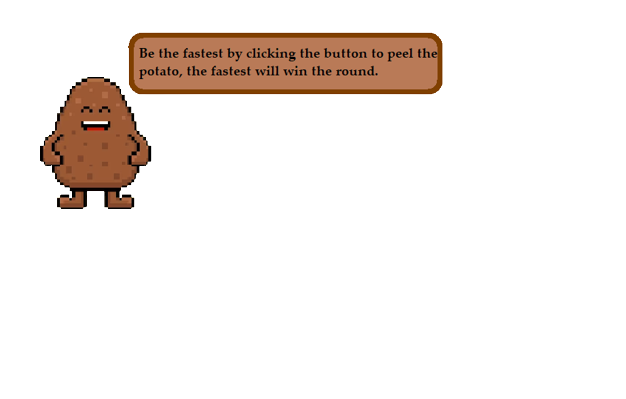 Be the fastest by clicking the button to peel the
potato, the fastest will win the round.